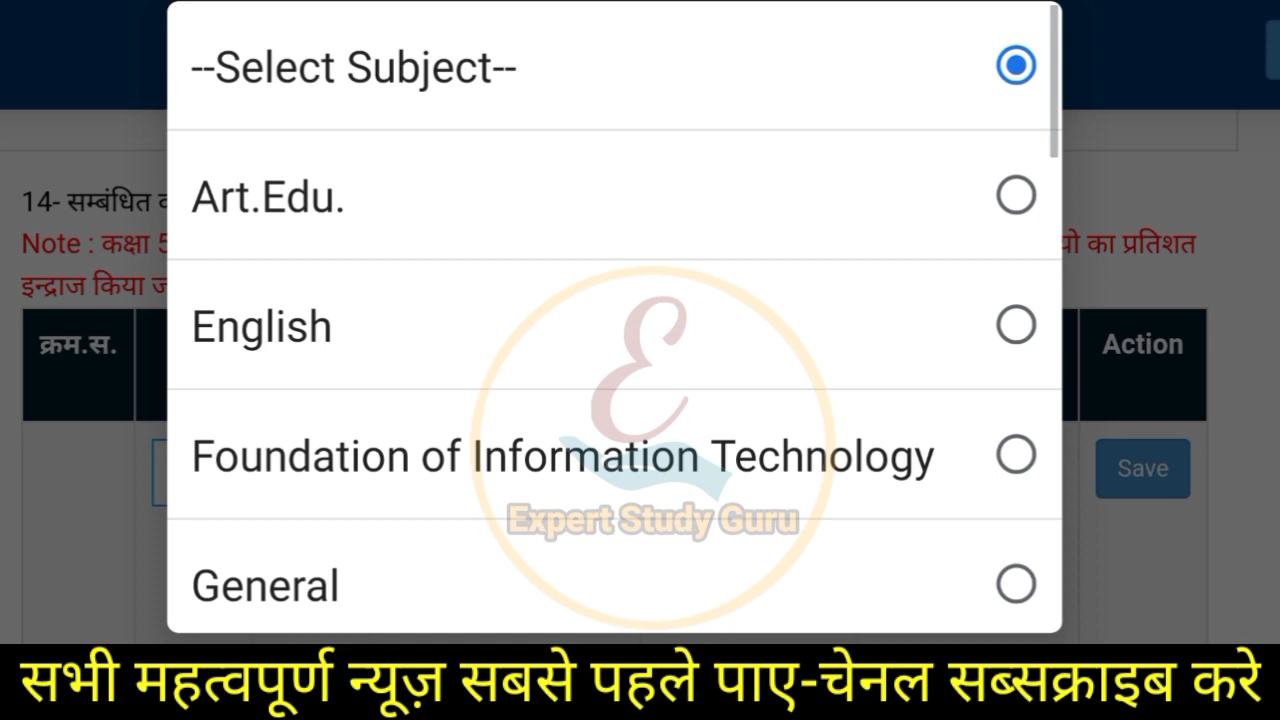 --Select Subject--
Art.Edu.
14- सम्बंधित
Note : कक्षा 5
यो का प्रतिशत
इन्द्राज किया
English
क्रम.स.
Action
Foundation of Information Technology
Save
Expert Study Guru
General
सभी महत्वपूर्ण न्यूज़ सबसे पहले पाए-चेनल सब्सक्राइब करे